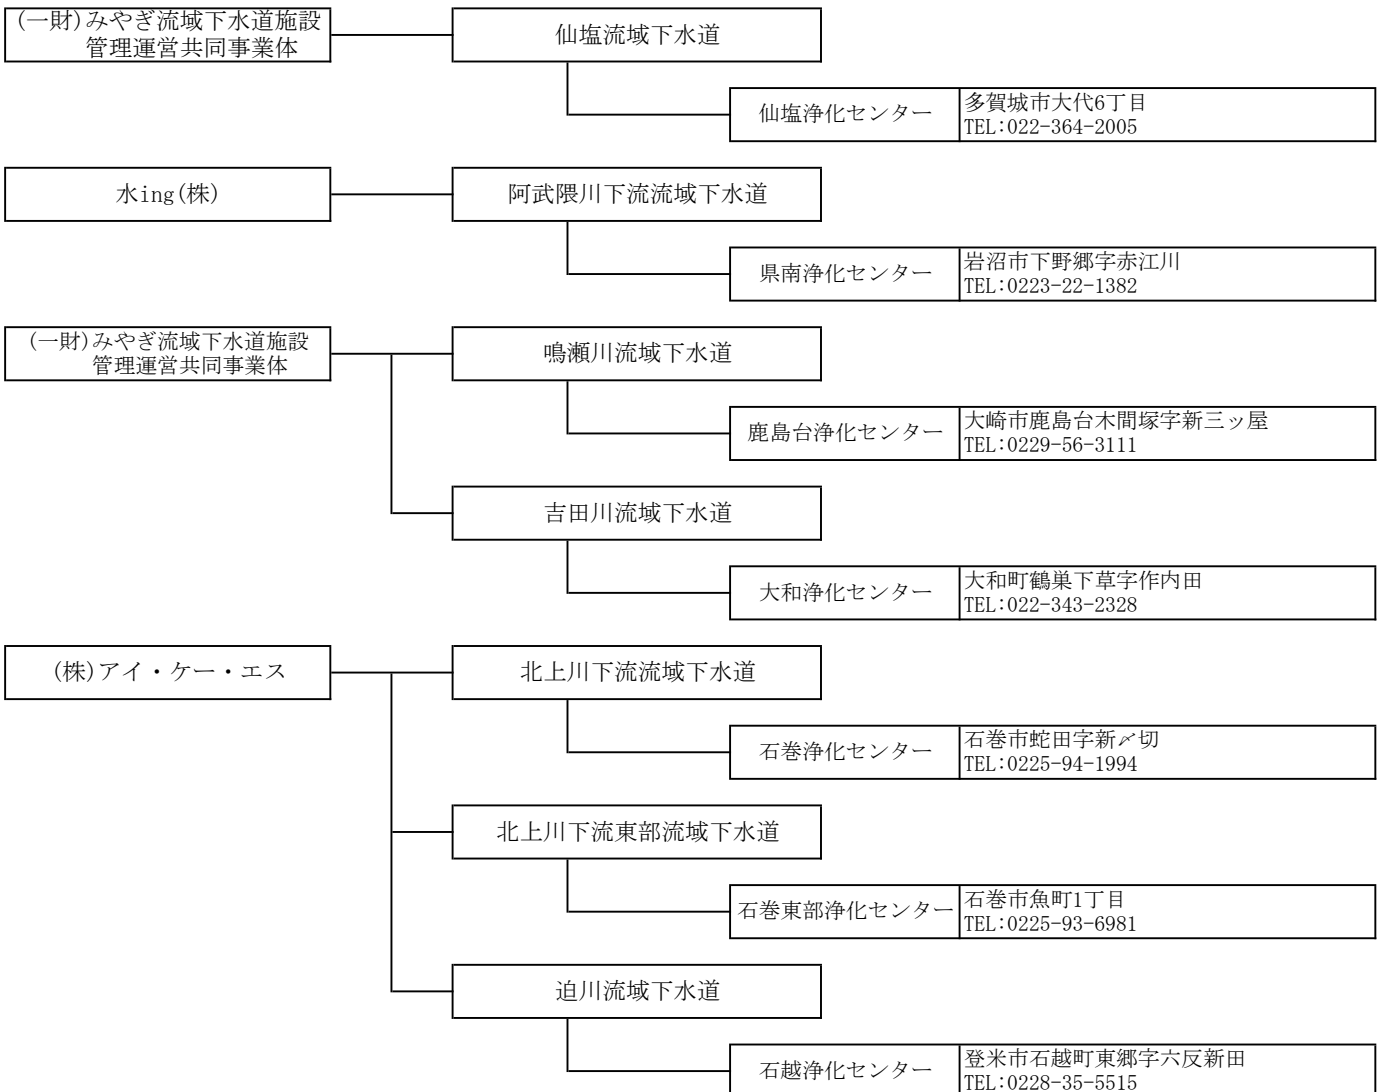 (一財)みやぎ流域下水道施設
管理運営共同事業体
仙塩流域下水道
仙塩浄化センター
多賀城市大代6丁目
TEL:022-364-2005
水ing(株)
阿武隈川下流流域下水道
県南浄化センター
岩沼市下野郷字赤江川
TEL:0223-22-1382
(一財)みやぎ流域下水道施設
管理運営共同事業体
鳴瀬川流域下水道
鹿島台浄化センター
大崎市鹿島台木間塚字新三ッ屋
TEL:0229-56-3111
吉田川流域下水道
大和浄化センター
大和町鶴巣下草字作内田
TEL:022-343-2328
(株)アイ・ケー・エス
北上川下流流域下水道
石巻浄化センター
石巻市蛇田字新〆切
TEL:0225-94-1994
北上川下流東部流域下水道
石巻東部浄化センター
石巻市魚町1丁目
TEL:0225-93-6981
迫川流域下水道
石越浄化センター
登米市石越町東郷字六反新田
TEL:0228-35-5515